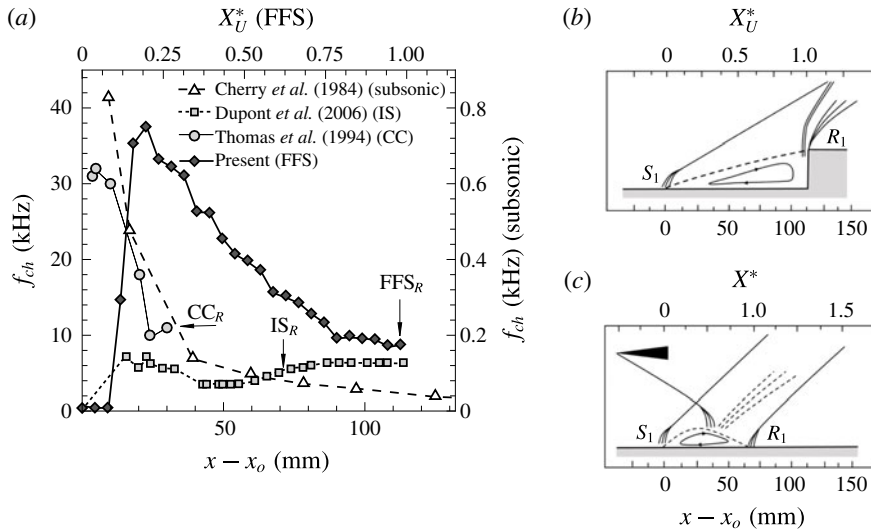 (a)
X*_U (FFS)
0 0.25 0.50 0.75 1.00
Cherry et al. (1984) (subsonic)
Dupont et al. (2006) (IS)
Thomas et al. (1994) (CC)
Present (FFS)
40
30
20
10
0
f_ch (kHz)
0.8
0.6
0.4
0.2
0
f_ch (kHz) (subsonic)
CC_R
IS_R
FFS_R
0 50 100
x − x_o (mm)
(b)
X*_U
0 0.5 1.0
S_1
R_1
0 50 100 150
(c)
X*
0 0.5 1.0 1.5
S_1
R_1
0 50 100 150
x − x_o (mm)